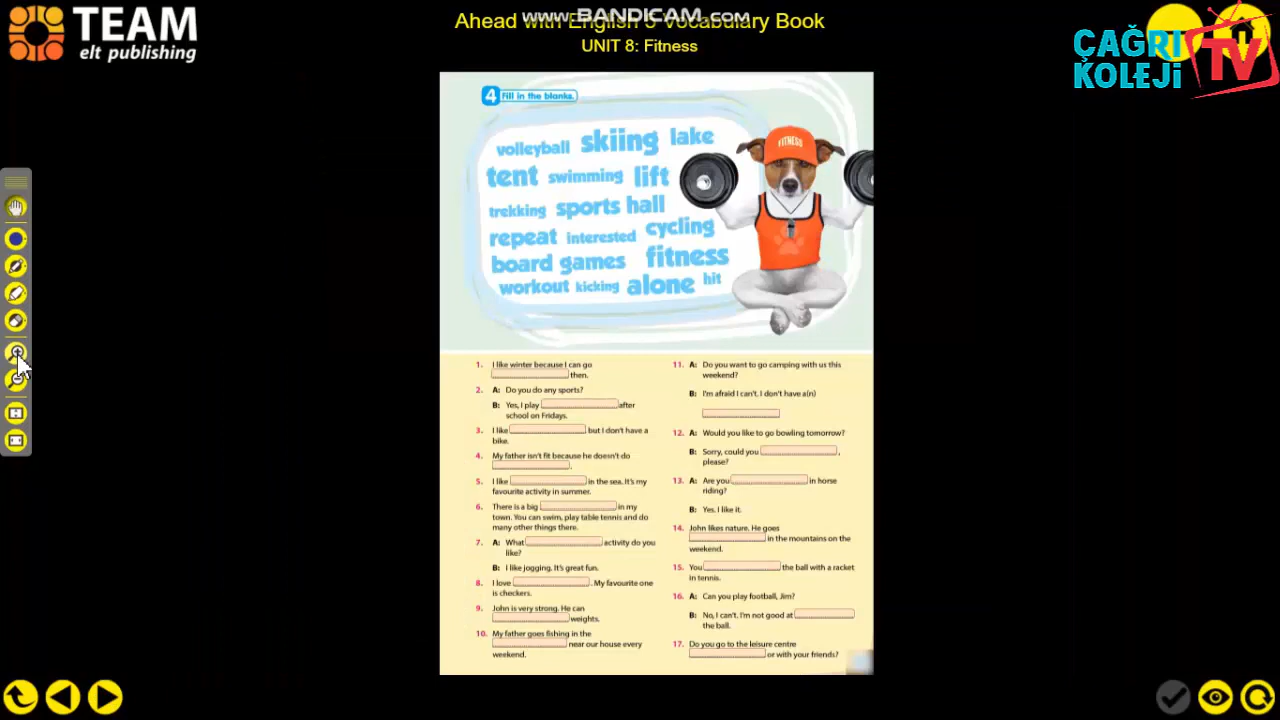 TEAM
elt publishing
www.BANDICAM.com
Ahead with English 5 Vocabulary Book
UNIT 8: Fitness
ÇAĞRI
KOLEJİ
TV
4 Fill in the blanks.
volleyball skiing lake
tent swimming lift
trekking sports hall
repeat interested cycling
board games fitness
workout kicking alone hit
FITNESS
1. I like winter because I can go
then.
2. A: Do you do any sports?
B: Yes, I play after
school on Fridays.
3. I like , but I don't have a
bike.
4. My father isn't fit because he doesn't do
.
5. I like in the sea. It's my
favourite activity in summer.
6. There is a big in my
town. You can swim, play table tennis and do
many other things there.
7. A: What activity do you
like?
B: I like jogging. It's great fun.
8. I love . My favourite one
is checkers.
9. John is very strong. He can
weights.
10. My father goes fishing in the
near our house every
weekend.
11. A: Do you want to go camping with us this
weekend?
B: I'm afraid I can't. I don't have a(n)
12. A: Would you like to go bowling tomorrow?
B: Sorry, could you ,
please?
13. A: Are you in horse
riding?
B: Yes. I like it.
14. John likes nature. He goes
in the mountains on the
weekend.
15. You the ball with a racket
in tennis.
16. A: Can you play football, Jim?
B: No, I can't. I'm not good at
the ball.
17. Do you go to the leisure centre
or with your friends?